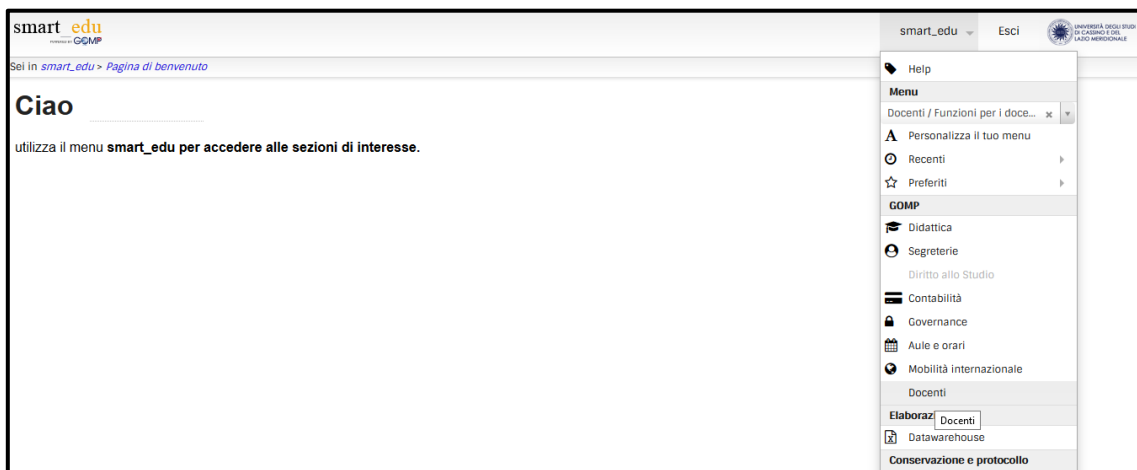 smart_edu
POWERED BY GOMP
smart_edu Esci
UNIVERSITÀ DEGLI STUDI
DI CASSINO E DEL
LAZIO MERIDIONALE
Sei in smart_edu > Pagina di benvenuto
Ciao
utilizza il menu smart_edu per accedere alle sezioni di interesse.
Help
Menu
Docenti / Funzioni per i doce...
Personalizza il tuo menu
Recenti
Preferiti
GOMP
Didattica
Segreterie
Diritto allo Studio
Contabilità
Governance
Aule e orari
Mobilità internazionale
Docenti
Elaborazi
Docenti
Datawarehouse
Conservazione e protocollo